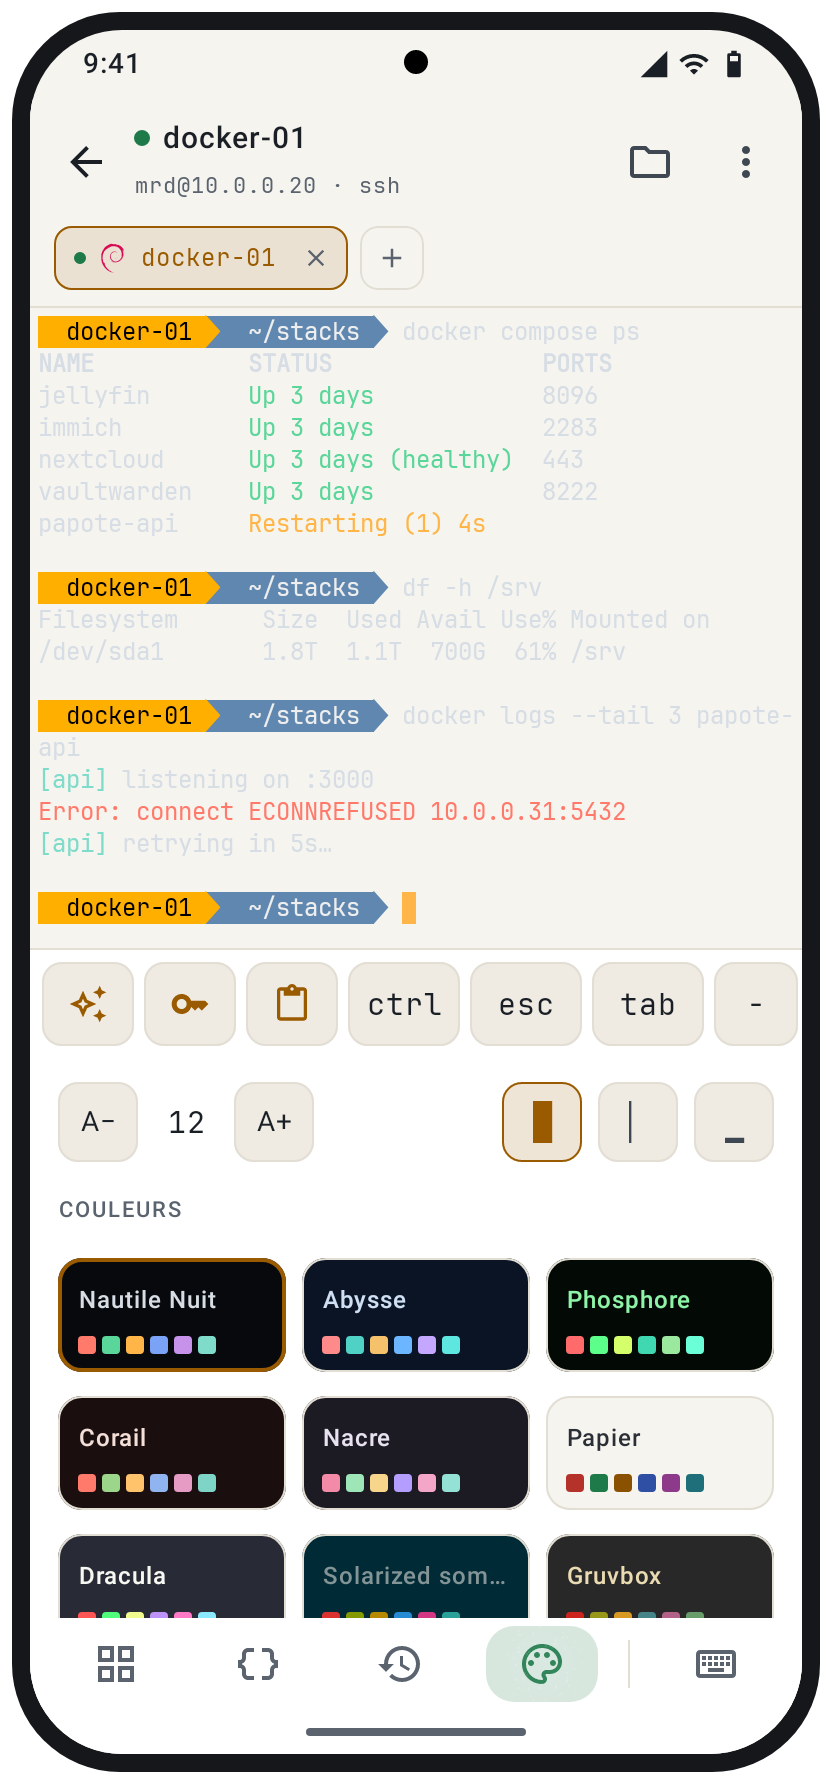 9:41
docker-01
mrd@10.0.0.20 · ssh
docker-01
docker-01 ~/stacks docker compose ps
NAME STATUS PORTS
jellyfin Up 3 days 8096
immich Up 3 days 2283
nextcloud Up 3 days (healthy) 443
vaultwarden Up 3 days 8222
papote-api Restarting (1) 4s
docker-01 ~/stacks df -h /srv
Filesystem Size Used Avail Use% Mounted on
/dev/sda1 1.8T 1.1T 700G 61% /srv
docker-01 ~/stacks docker logs --tail 3 papote-
api
[api] listening on :3000
Error: connect ECONNREFUSED 10.0.0.31:5432
[api] retrying in 5s…
docker-01 ~/stacks
ctrl esc tab -
A− 12 A+
COULEURS
Nautile Nuit Abysse Phosphore
Corail Nacre Papier
Dracula Solarized som… Gruvbox